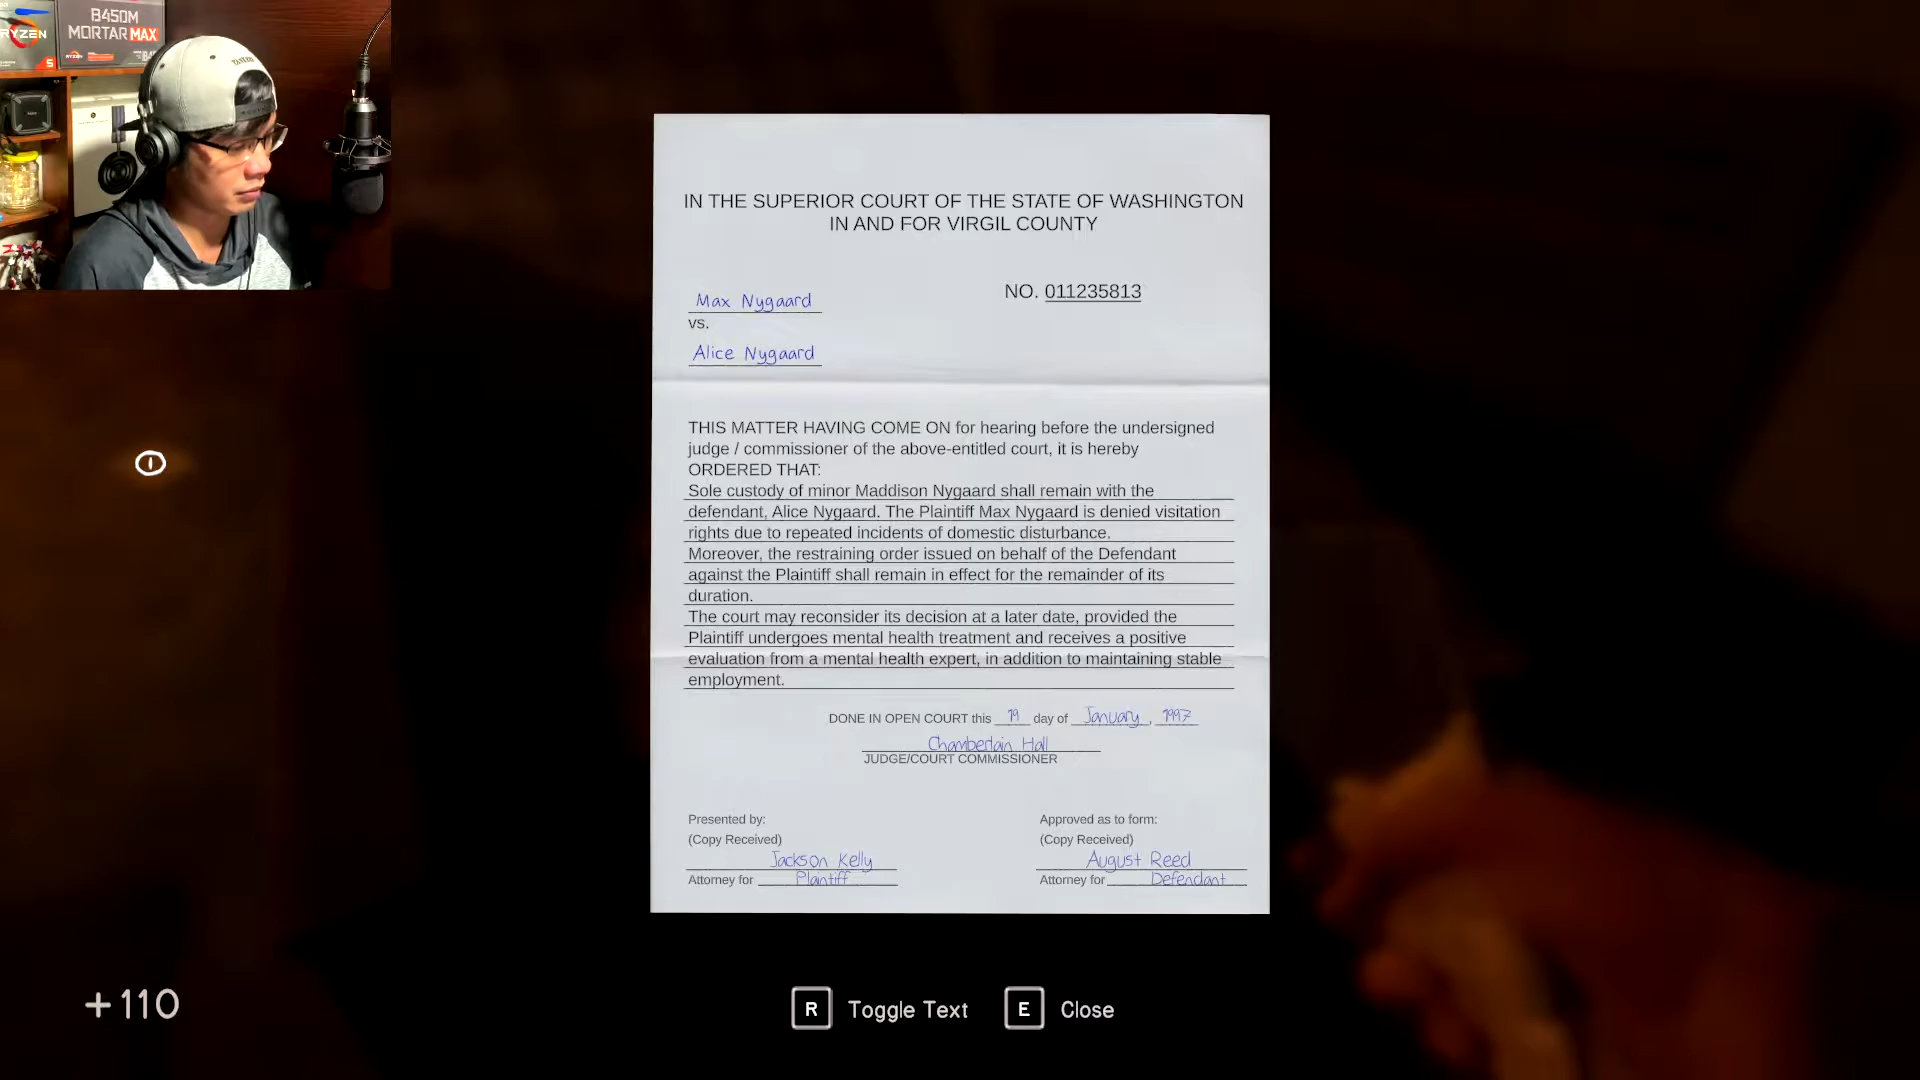 B450M
MORTAR MAX
RYZEN
5
YANKEES
IN THE SUPERIOR COURT OF THE STATE OF WASHINGTON
IN AND FOR VIRGIL COUNTY
NO. 011235813
Max Nygaard
vs.
Alice Nygaard
THIS MATTER HAVING COME ON for hearing before the undersigned
judge / commissioner of the above-entitled court, it is hereby
ORDERED THAT:
Sole custody of minor Maddison Nygaard shall remain with the
defendant, Alice Nygaard. The Plaintiff Max Nygaard is denied visitation
rights due to repeated incidents of domestic disturbance.
Moreover, the restraining order issued on behalf of the Defendant
against the Plaintiff shall remain in effect for the remainder of its
duration.
The court may reconsider its decision at a later date, provided the
Plaintiff undergoes mental health treatment and receives a positive
evaluation from a mental health expert, in addition to maintaining stable
employment.
DONE IN OPEN COURT this 19 day of January, 1997
Chamberlain Hall
JUDGE/COURT COMMISSIONER
Presented by:
(Copy Received)
Jackson Kelly
Attorney for Plaintiff
Approved as to form:
(Copy Received)
August Reed
Attorney for Defendant
+110
R Toggle Text E Close